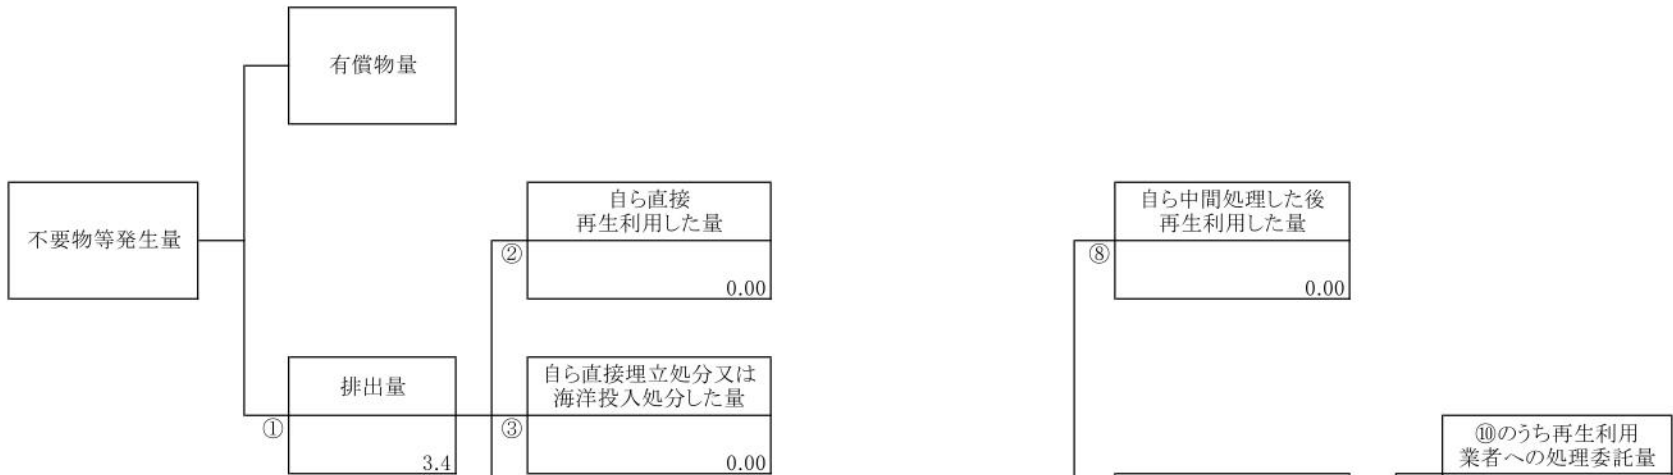 有償物量
不要物等発生量
自ら直接
再生利用した量
②
0.00
自ら中間処理した後
再生利用した量
⑧
0.00
排出量
①
3.4
自ら直接埋立処分又は
海洋投入処分した量
③
0.00
⑩のうち再生利用
業者への処理委託量